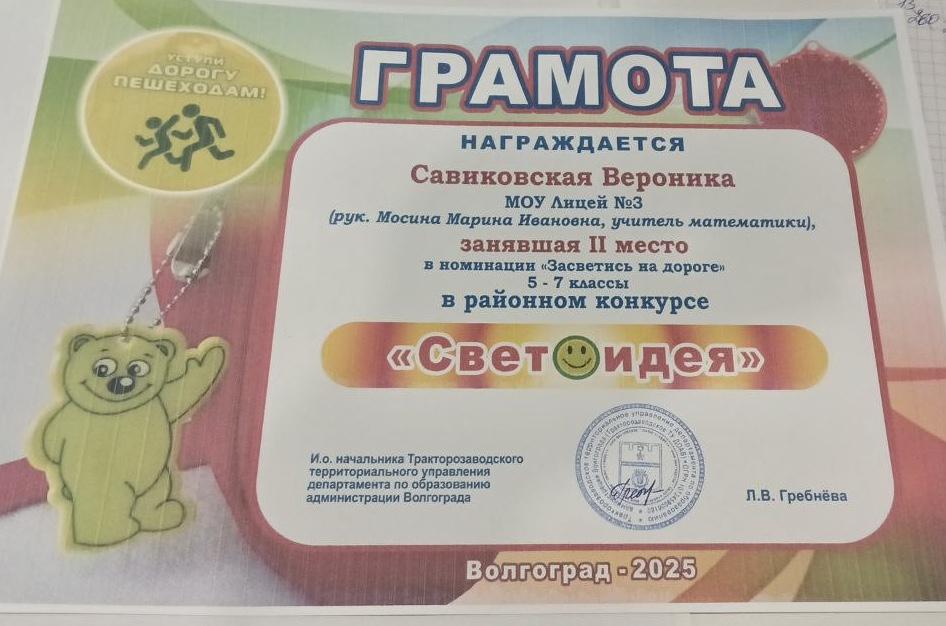 УСТУПИ
ДОРОГУ
ПЕШЕХОДАМ!
ГРАМОТА
НАГРАЖДАЕТСЯ
Савиковская Вероника
МОУ Лицей №3
(рук. Мосина Марина Ивановна, учитель математики),
занявшая II место
в номинации «Засветись на дороге»
5 - 7 классы
в районном конкурсе
«Светоидея»
И.о. начальника Тракторозаводского
территориального управления
департамента по образованию
администрации Волгограда
Л.В. Гребнёва
Волгоград - 2025